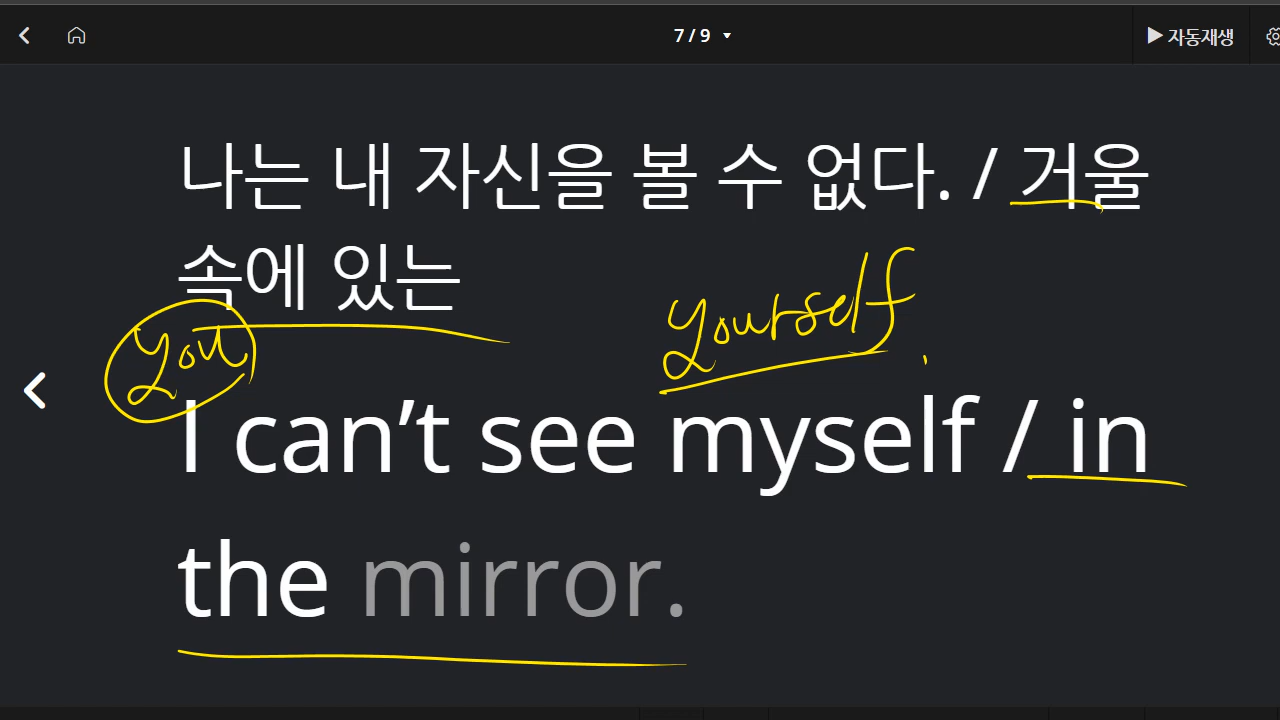 7 / 9
자동재생
나는 내 자신을 볼 수 없다. / 거울
속에 있는
yourself
you
I can’t see myself / in
the mirror.